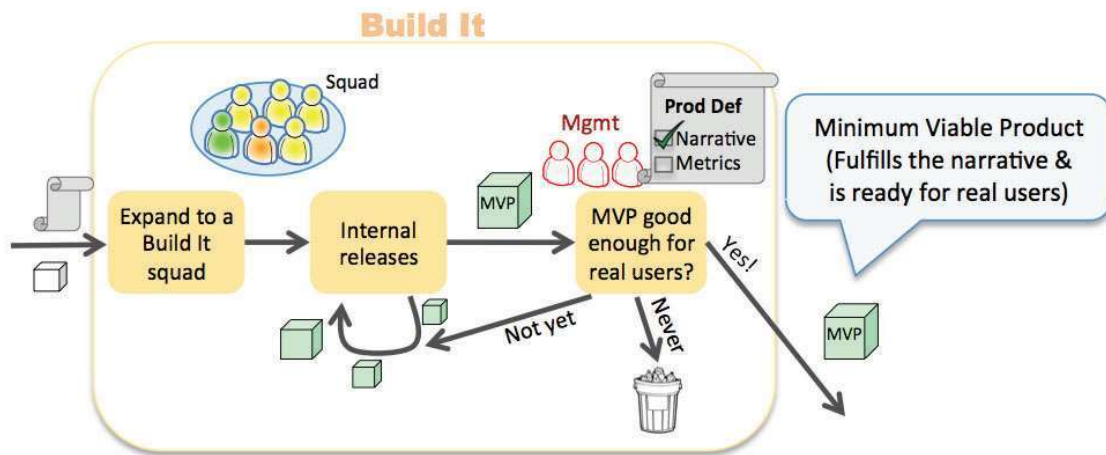 Build It
Squad
Prod Def
Narrative
Metrics
Mgmt
Minimum Viable Product
(Fulfills the narrative &
is ready for real users)
Expand to a
Build It
squad
Internal
releases
MVP
MVP good
enough for
real users?
Yes!
Not yet
Never
MVP